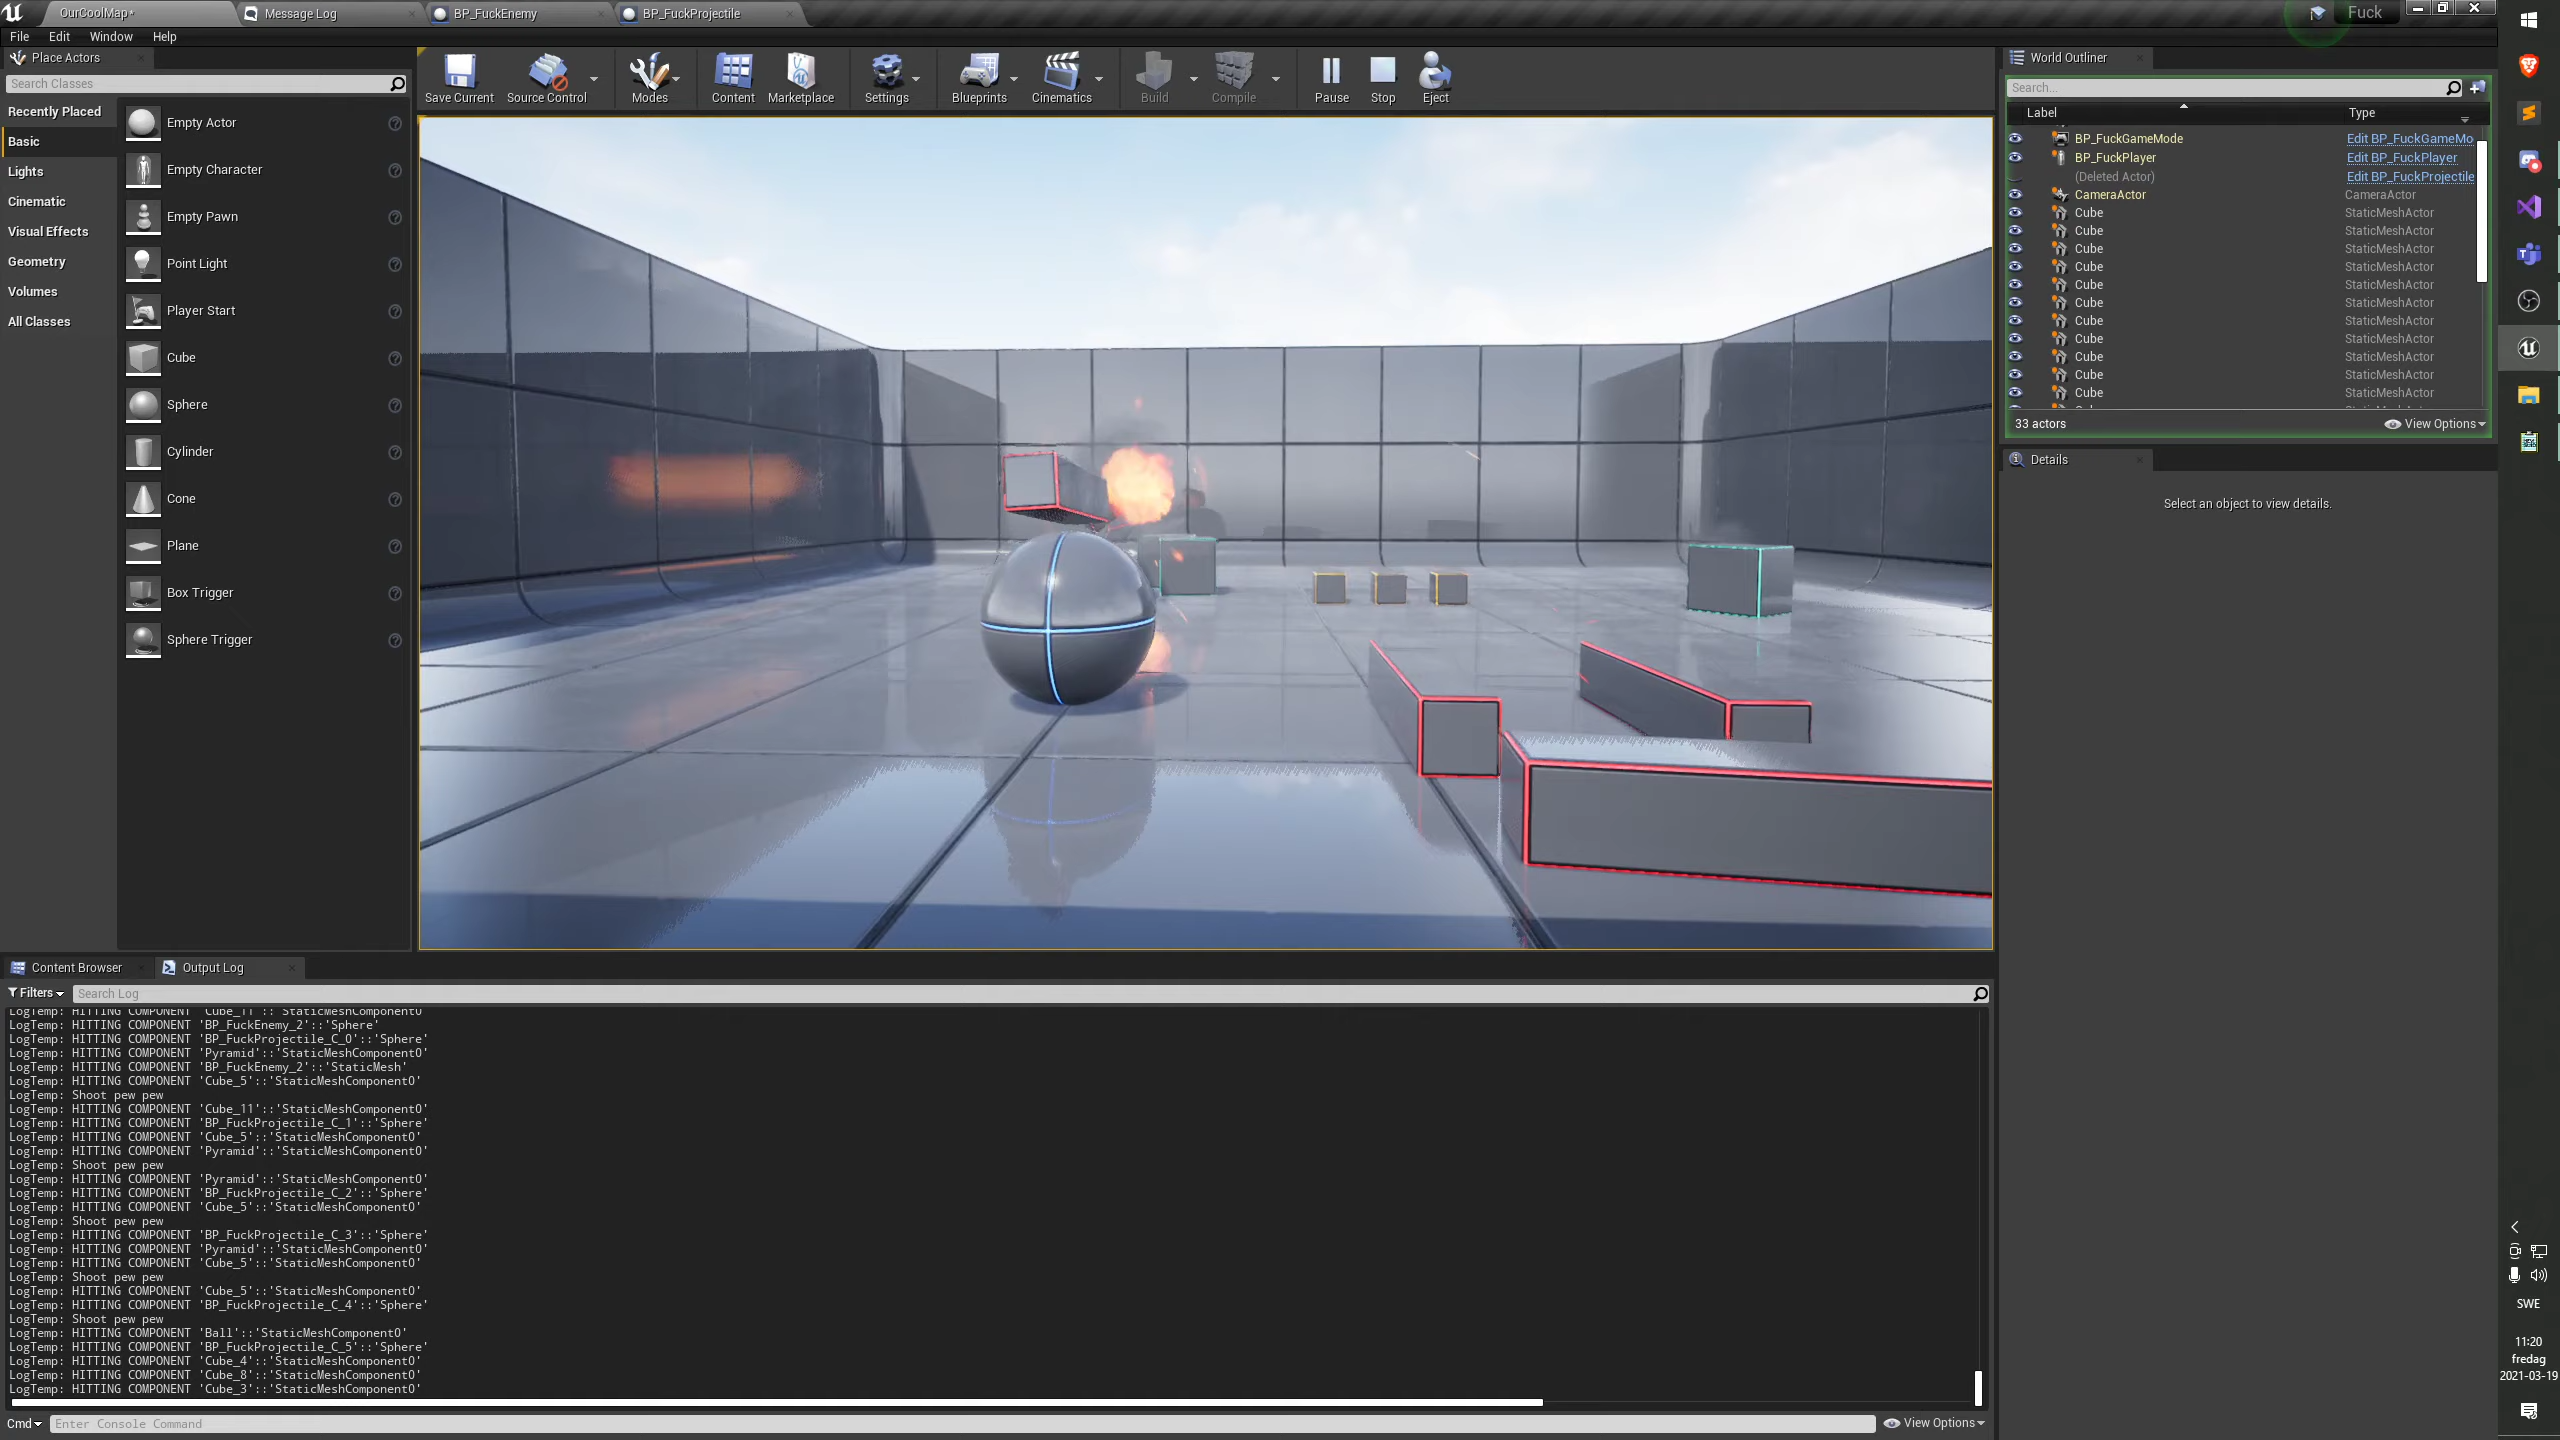 OurCoolMap*
Message Log
BP_FuckEnemy
BP_FuckProjectile
Fuck
File Edit Window Help
Place Actors
Search Classes
Recently Placed
Basic
Lights
Cinematic
Visual Effects
Geometry
Volumes
All Classes
Empty Actor
Empty Character
Empty Pawn
Point Light
Player Start
Cube
Sphere
Cylinder
Cone
Plane
Box Trigger
Sphere Trigger
Save Current
Source Control
Modes
Content
Marketplace
Settings
Blueprints
Cinematics
Build
Compile
Pause
Stop
Eject
World Outliner
Search...
Label Type
BP_FuckGameMode Edit BP_FuckGameMo
BP_FuckPlayer Edit BP_FuckPlayer
(Deleted Actor) Edit BP_FuckProjectile
CameraActor CameraActor
Cube StaticMeshActor
Cube StaticMeshActor
Cube StaticMeshActor
Cube StaticMeshActor
Cube StaticMeshActor
Cube StaticMeshActor
Cube StaticMeshActor
Cube StaticMeshActor
Cube StaticMeshActor
Cube StaticMeshActor
Cube StaticMeshActor
33 actors View Options
Details
Select an object to view details.
Content Browser
Output Log
Filters
Search Log
LogTemp: HITTING COMPONENT 'Cube_11'::'StaticMeshComponent0'
LogTemp: HITTING COMPONENT 'BP_FuckEnemy_2'::'Sphere'
LogTemp: HITTING COMPONENT 'BP_FuckProjectile_C_0'::'Sphere'
LogTemp: HITTING COMPONENT 'Pyramid'::'StaticMeshComponent0'
LogTemp: HITTING COMPONENT 'BP_FuckEnemy_2'::'StaticMesh'
LogTemp: HITTING COMPONENT 'Cube_5'::'StaticMeshComponent0'
LogTemp: Shoot pew pew
LogTemp: HITTING COMPONENT 'Cube_11'::'StaticMeshComponent0'
LogTemp: HITTING COMPONENT 'BP_FuckProjectile_C_1'::'Sphere'
LogTemp: HITTING COMPONENT 'Cube_5'::'StaticMeshComponent0'
LogTemp: HITTING COMPONENT 'Pyramid'::'StaticMeshComponent0'
LogTemp: Shoot pew pew
LogTemp: HITTING COMPONENT 'Pyramid'::'StaticMeshComponent0'
LogTemp: HITTING COMPONENT 'BP_FuckProjectile_C_2'::'Sphere'
LogTemp: HITTING COMPONENT 'Cube_5'::'StaticMeshComponent0'
LogTemp: Shoot pew pew
LogTemp: HITTING COMPONENT 'BP_FuckProjectile_C_3'::'Sphere'
LogTemp: HITTING COMPONENT 'Pyramid'::'StaticMeshComponent0'
LogTemp: HITTING COMPONENT 'Cube_5'::'StaticMeshComponent0'
LogTemp: Shoot pew pew
LogTemp: HITTING COMPONENT 'Cube_5'::'StaticMeshComponent0'
LogTemp: HITTING COMPONENT 'BP_FuckProjectile_C_4'::'Sphere'
LogTemp: Shoot pew pew
LogTemp: HITTING COMPONENT 'Ball'::'StaticMeshComponent0'
LogTemp: HITTING COMPONENT 'BP_FuckProjectile_C_5'::'Sphere'
LogTemp: HITTING COMPONENT 'Cube_4'::'StaticMeshComponent0'
LogTemp: HITTING COMPONENT 'Cube_8'::'StaticMeshComponent0'
LogTemp: HITTING COMPONENT 'Cube_3'::'StaticMeshComponent0'
Cmd Enter Console Command View Options
SWE
11:20
fredag
2021-03-19